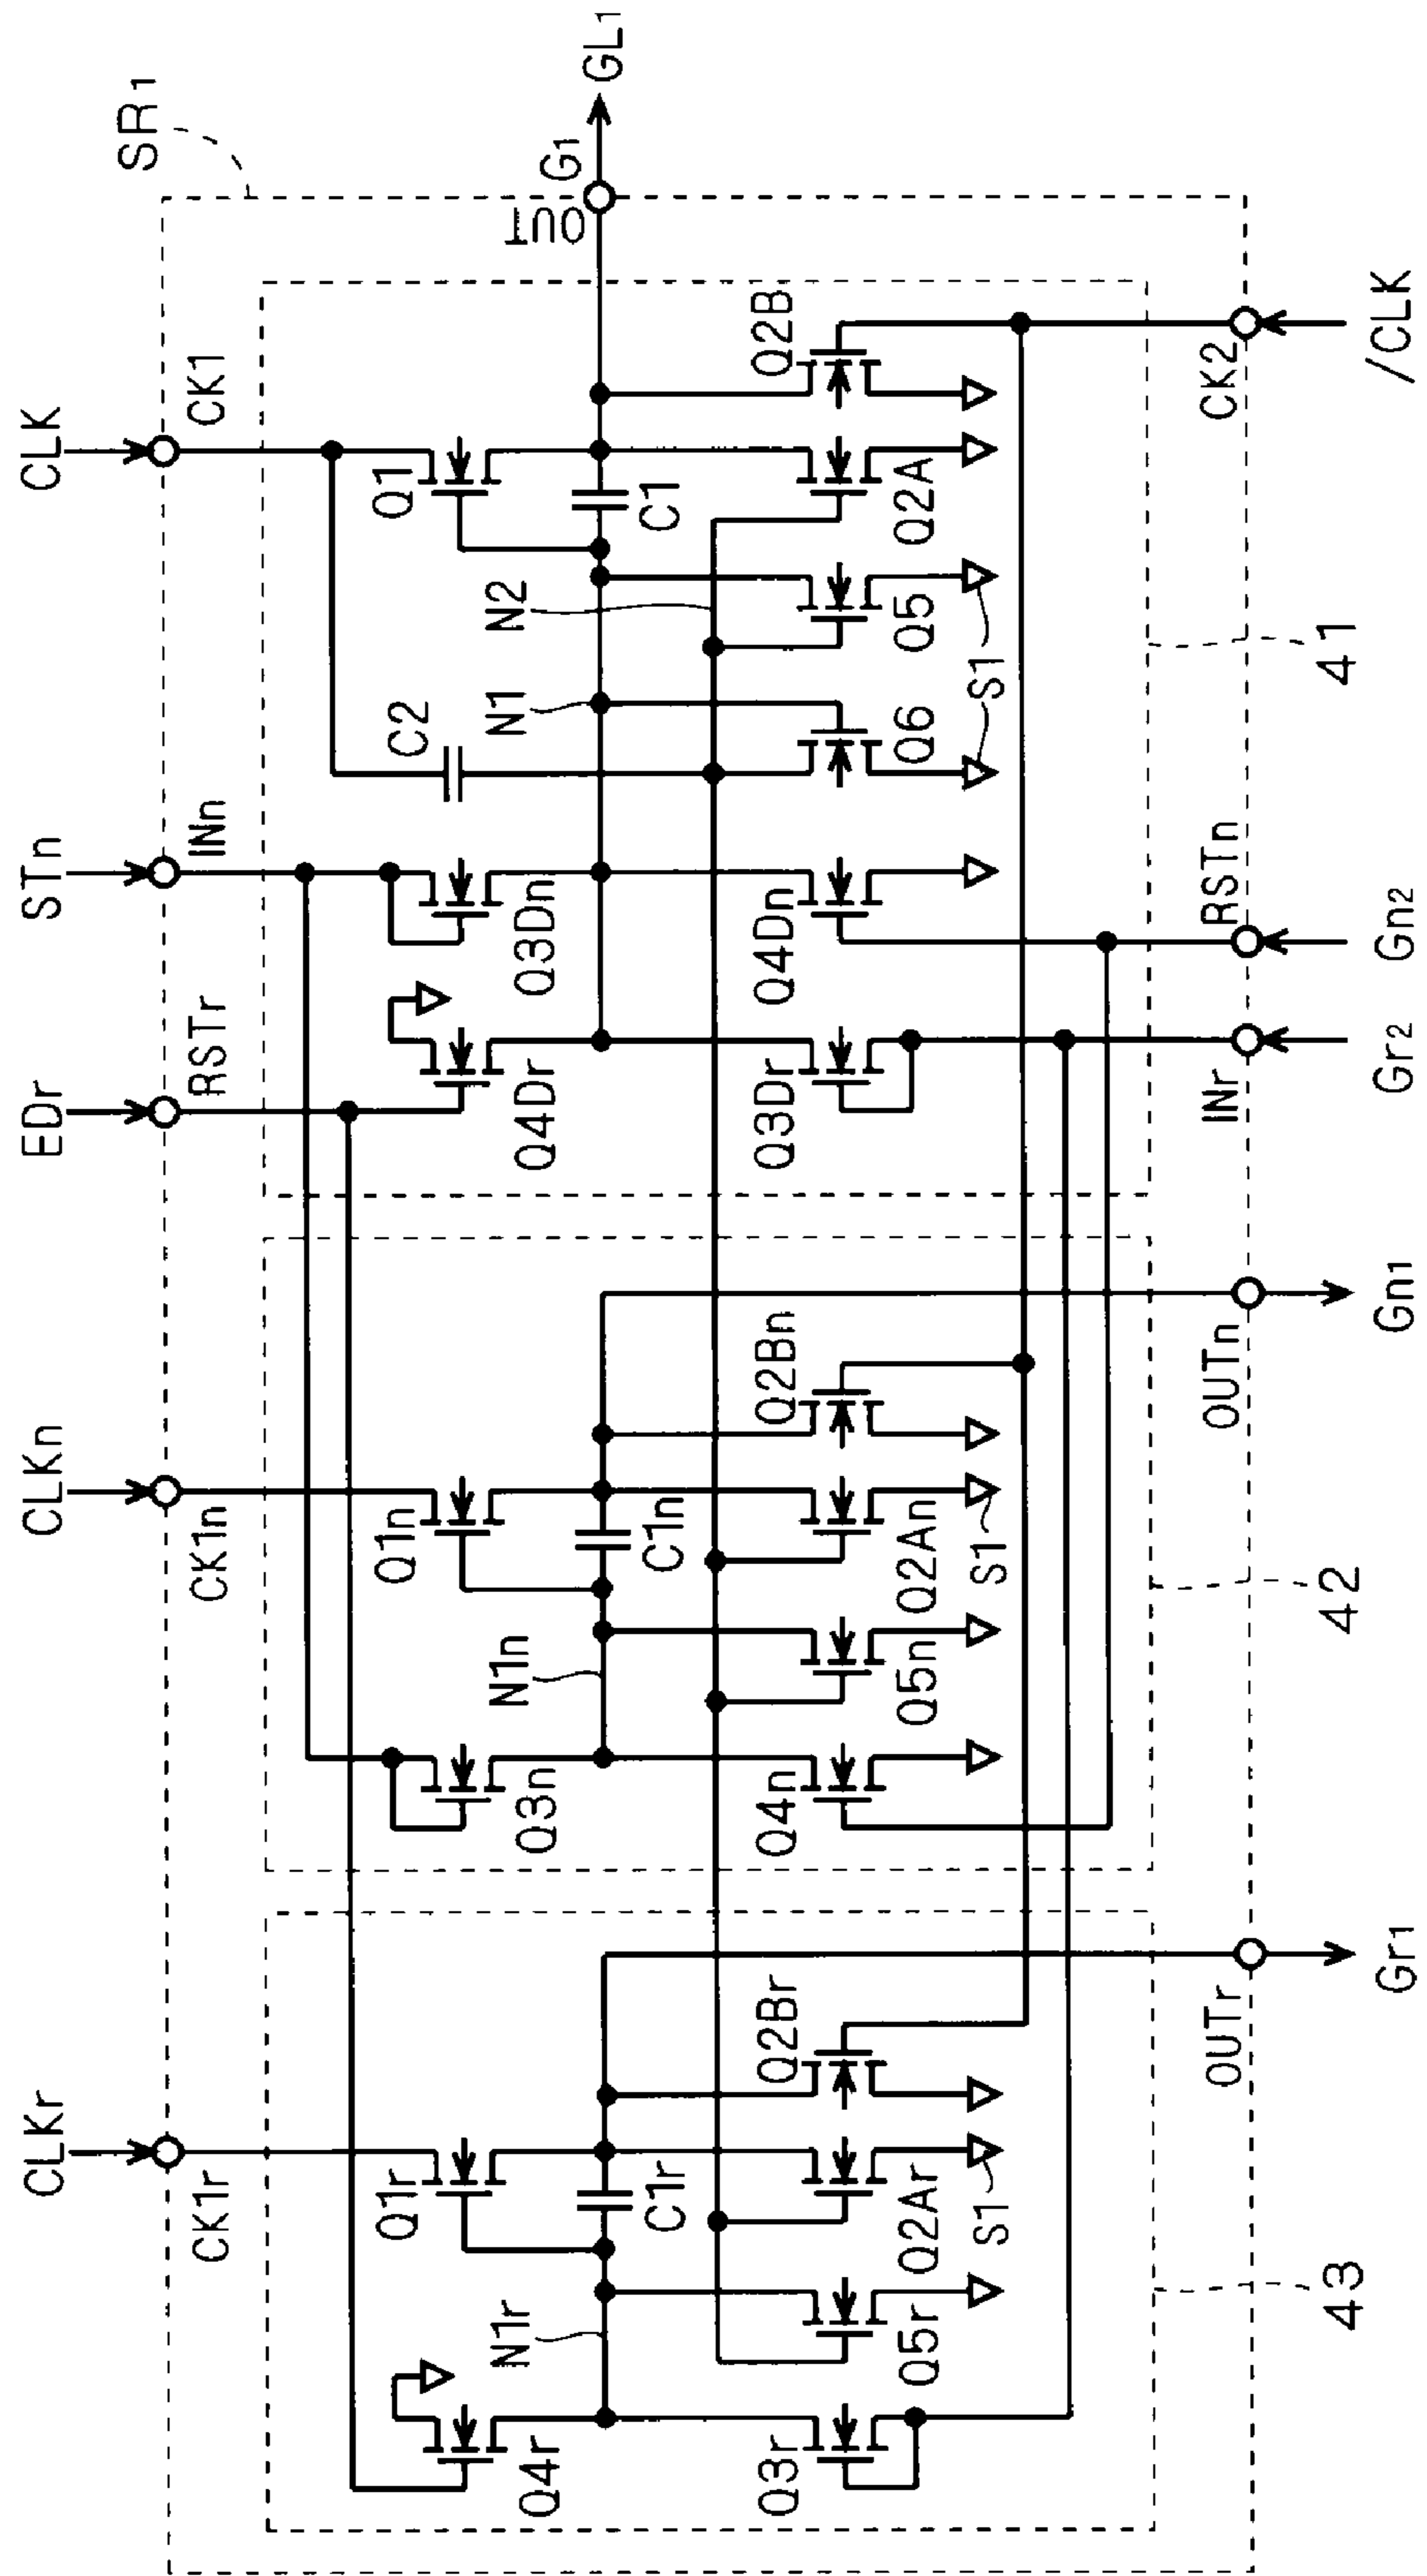 CLKr
CLKn
EDr
STn
CLK
SR1
CK1r
CK1n
RSTr
INn
CK1
Q4r
Q1r
Q3n
Q1n
Q4Dr
Q3Dn
C2
Q1
OUT
G1
GL1
N1r
C1r
N1n
C1n
N1
N2
C1
Q3r
Q5r
Q2Ar
Q2Br
Q4n
Q5n
Q2An
Q2Bn
Q3Dr
Q4Dn
Q6
Q5
Q2A
Q2B
S1
S1
S1
OUTr
OUTn
INr
RSTn
CK2
43
Gr1
42
Gn1
Gr2
Gn2
41
/CLK